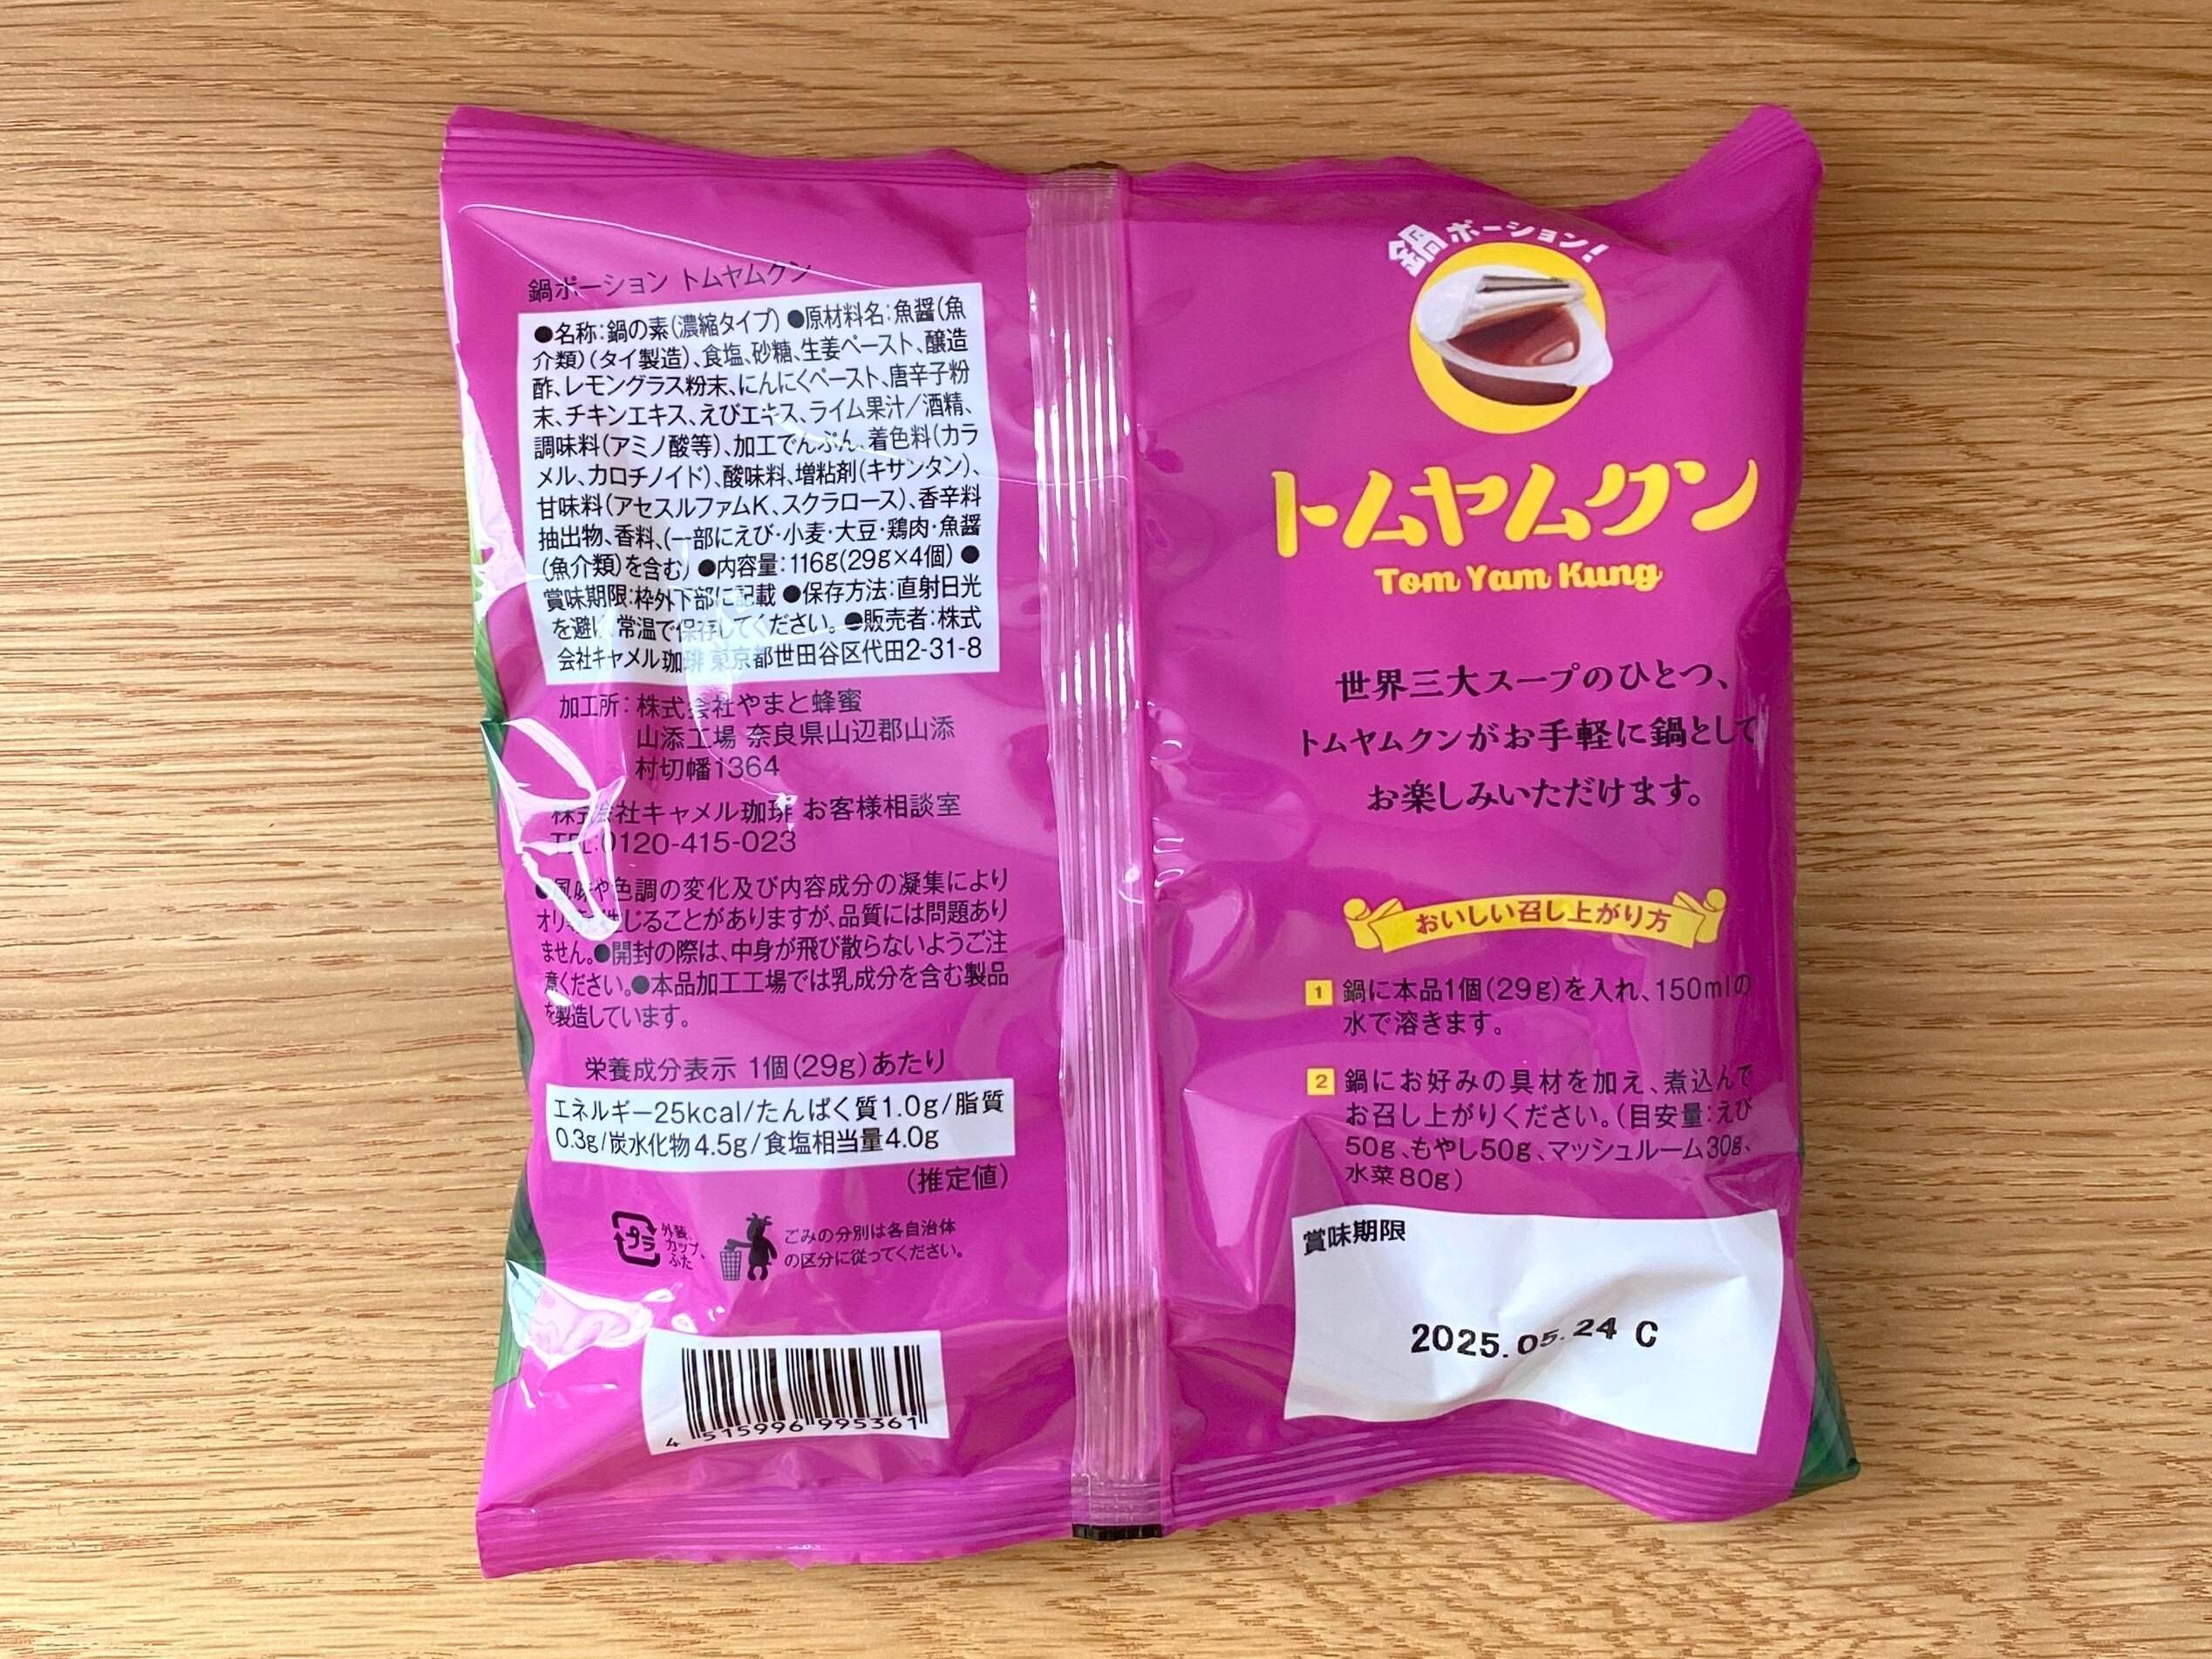 鍋ポーション トムヤムクン
●名称:鍋の素(濃縮タイプ) ●原材料名:魚醤(魚
介類)(タイ製造)、食塩、砂糖、生姜ペースト、醸造
酢、レモングラス粉末、にんにくペースト、唐辛子粉
末、チキンエキス、えびエキス、ライム果汁／酒精、
調味料(アミノ酸等)、加工でんぷん、着色料(カラ
メル、カロチノイド)、酸味料、増粘剤(キサンタン)、
甘味料(アセスルファムK、スクラロース)、香辛料
抽出物、香料、(一部にえび・小麦・大豆・鶏肉・魚醤
(魚介類)を含む) ●内容量:116g(29g×4個) ●
賞味期限:枠外下部に記載 ●保存方法:直射日光
を避け、常温で保存してください。 ●販売者:株式
会社キャメル珈琲 東京都世田谷区代田2-31-8
加工所: 株式会社やまと蜂蜜
山添工場 奈良県山辺郡山添
村切幡1364
株式会社キャメル珈琲 お客様相談室
TEL:0120-415-023
●風味や色調の変化及び内容成分の凝集により
オリ等が生じることがありますが、品質には問題あり
ません。●開封の際は、中身が飛び散らないようご注
意ください。●本品加工工場では乳成分を含む製品
を製造しています。
栄養成分表示 1個(29g)あたり
エネルギー25kcal/たんぱく質1.0g/脂質
0.3g/炭水化物4.5g/食塩相当量4.0g
(推定値)
プラ
外装、
カップ、
ふた
ごみの分別は各自治体
の区分に従ってください。
4 515996 995361
鍋ポーション!
トムヤムクン
Tom Yam Kung
世界三大スープのひとつ、
トムヤムクンがお手軽に鍋として
お楽しみいただけます。
おいしい召し上がり方
1 鍋に本品1個(29g)を入れ、150mlの
水で溶きます。
2 鍋にお好みの具材を加え、煮込んで
お召し上がりください。(目安量:えび
50g、もやし50g、マッシュルーム30g、
水菜80g)
賞味期限
2025.05.24 C